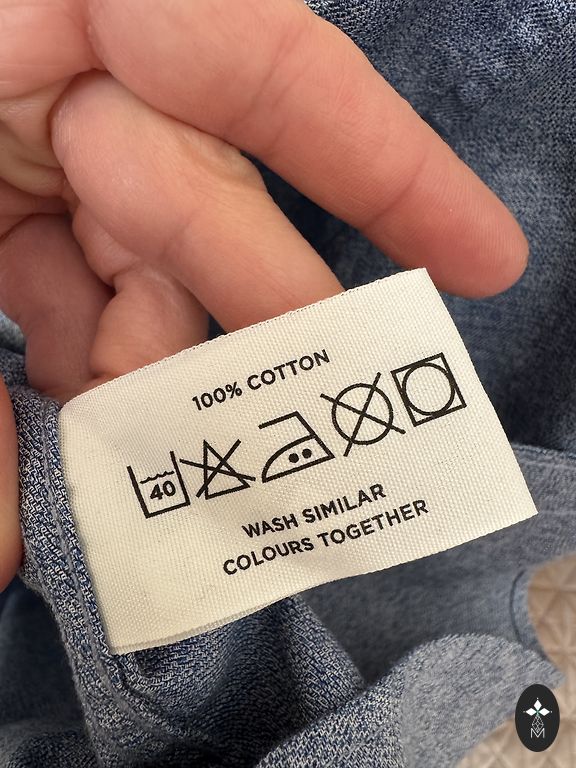 100% COTTON
40
WASH SIMILAR
COLOURS TOGETHER